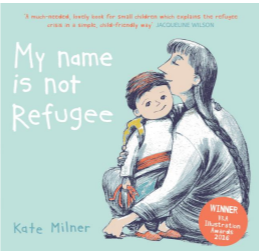 "A much-needed, lovely book for small children which explains the refugee
crisis in a simple, child-friendly way" JACQUELINE WILSON
My name
is not
Refugee
Kate Milner
WINNER
V&A
Illustration
Awards
2016